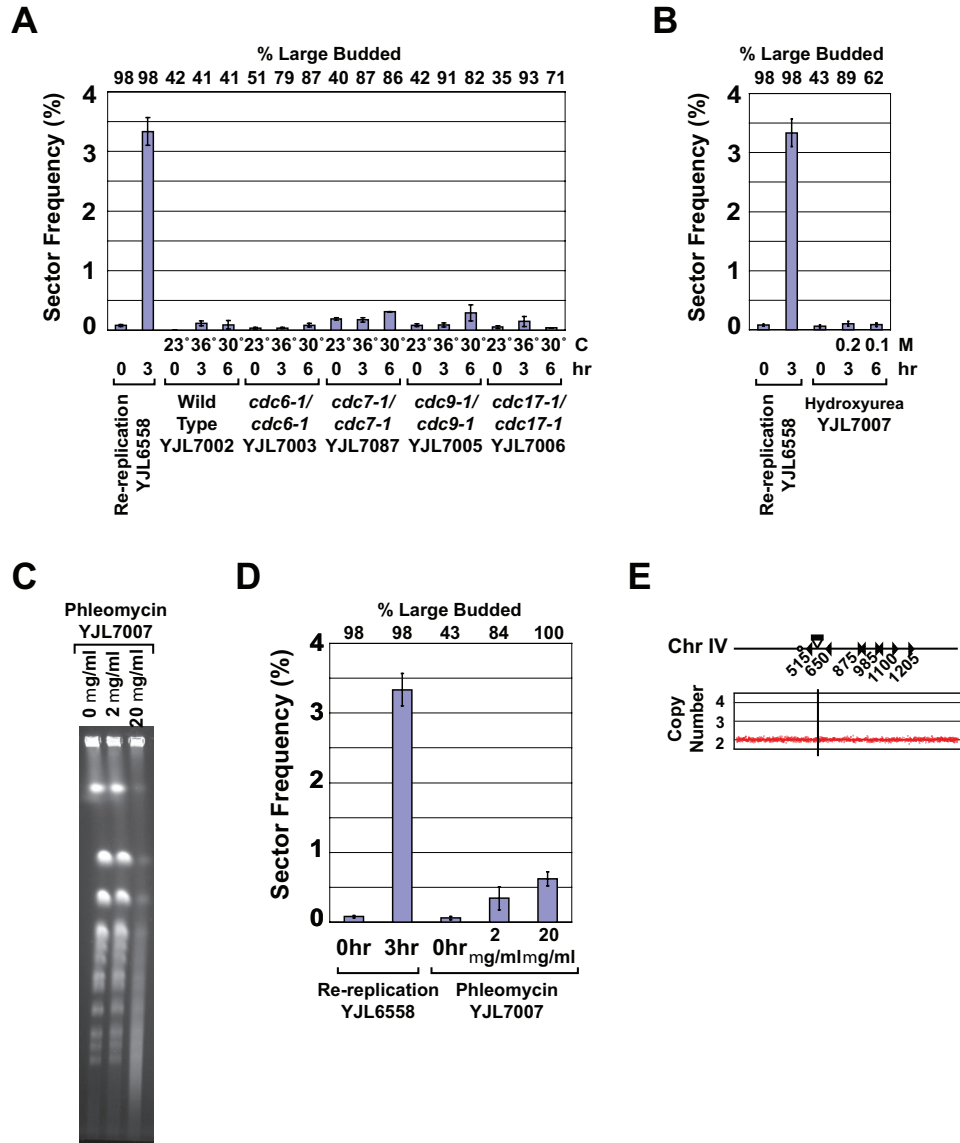 A
% Large Budded
98 98 42 41 41 51 79 87 40 87 86 42 91 82 35 93 71
Sector Frequency (%)
4
3
2
1
0
23° 36° 30° 23° 36° 30° 23° 36° 30° 23° 36° 30° 23° 36° 30° C
0 3 0 3 6 0 3 6 0 3 6 0 3 6 0 3 6 hr
Re-replication
YJL6558
Wild
Type
YJL7002
cdc6-1/
cdc6-1
YJL7003
cdc7-1/
cdc7-1
YJL7087
cdc9-1/
cdc9-1
YJL7005
cdc17-1/
cdc17-1
YJL7006
B
% Large Budded
98 98 43 89 62
Sector Frequency (%)
4
3
2
1
0
0.2 0.1 M
0 3 0 3 6 hr
Re-replication
YJL6558
Hydroxyurea
YJL7007
C
Phleomycin
YJL7007
0 mg/ml
2 mg/ml
20 mg/ml
D
% Large Budded
98 98 43 84 100
Sector Frequency (%)
4
3
2
1
0
0hr 3hr 0hr 2 mg/ml 20 mg/ml
Re-replication
YJL6558
Phleomycin
YJL7007
E
Chr IV
515 650 875 985 1100 1205
Copy
Number
4
3
2